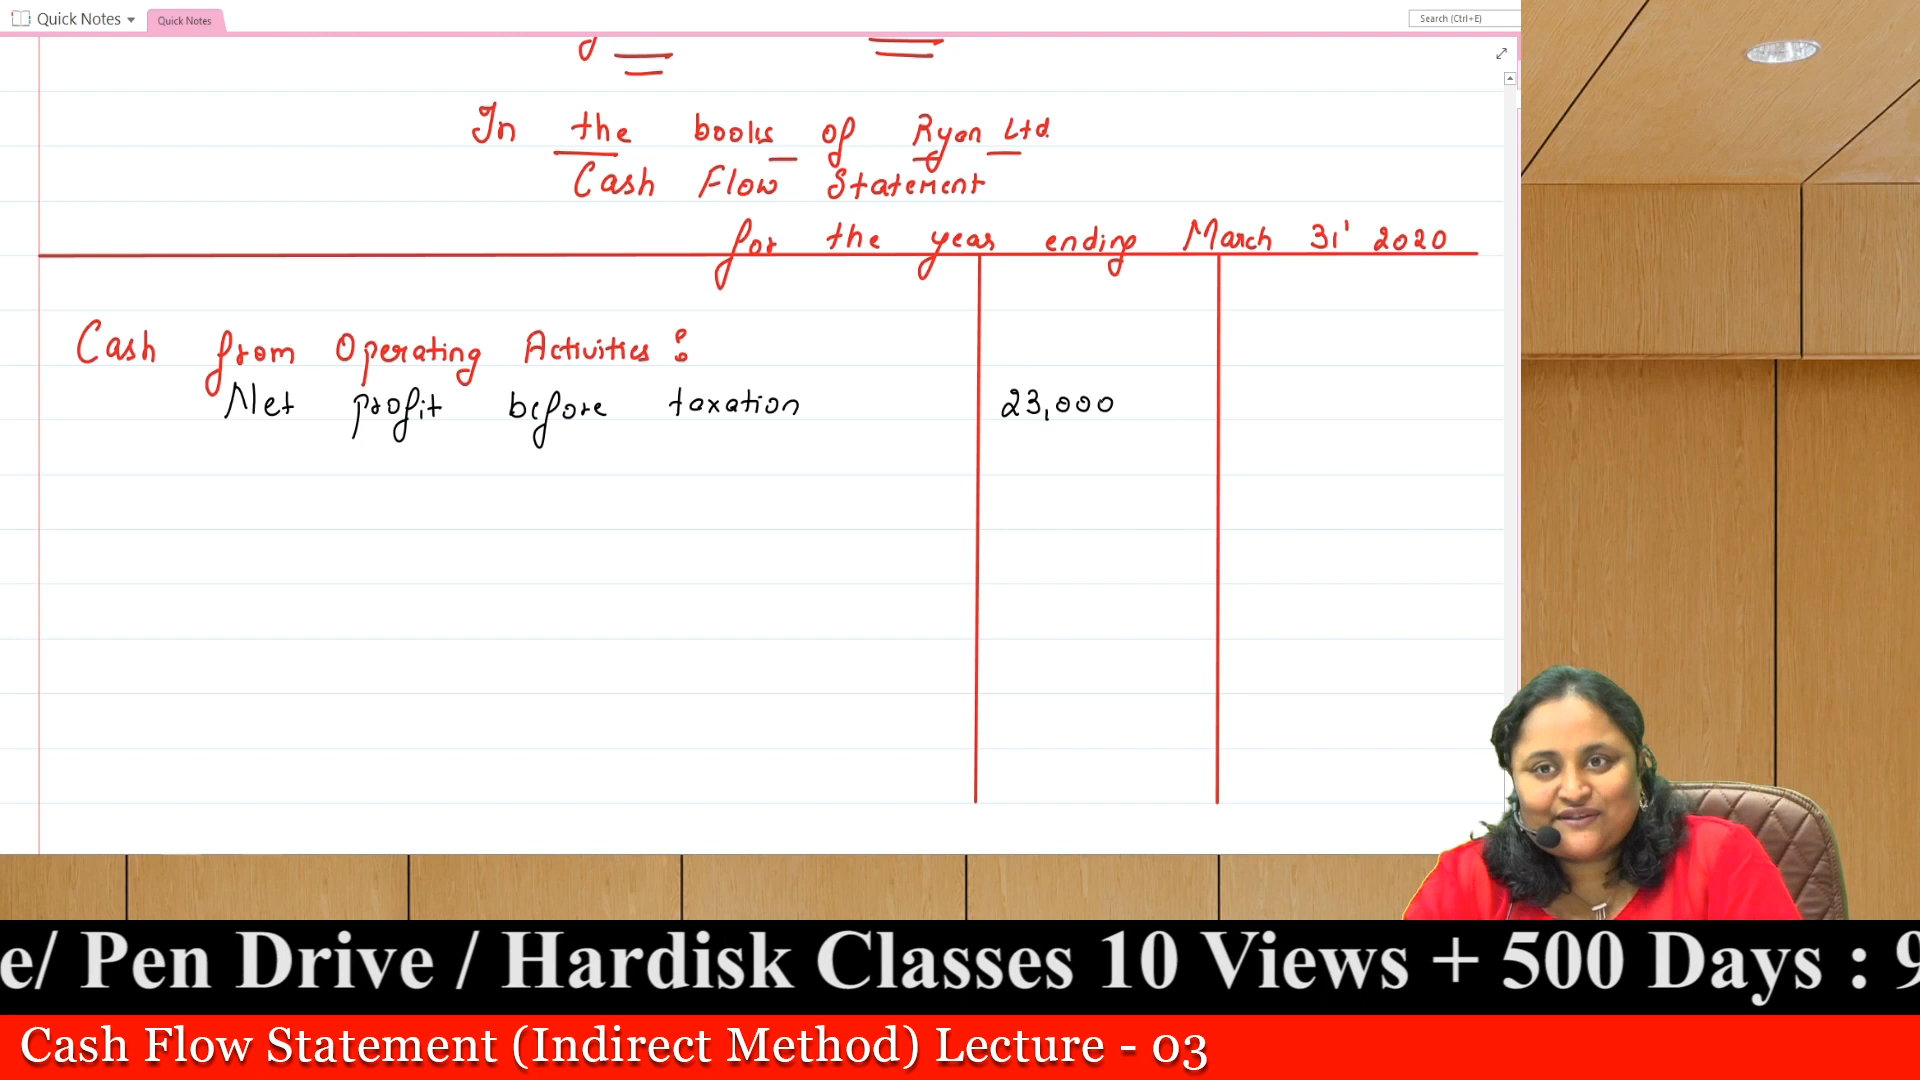 Quick Notes
Quick Notes
Search (Ctrl+E)
In the books of Ryan Ltd.
Cash Flow Statement
for the year ending March 31' 2020
Cash from Operating Activities :
Net profit before taxation 23,000
e/ Pen Drive / Hardisk Classes 10 Views + 500 Days : 9
Cash Flow Statement (Indirect Method) Lecture - 03